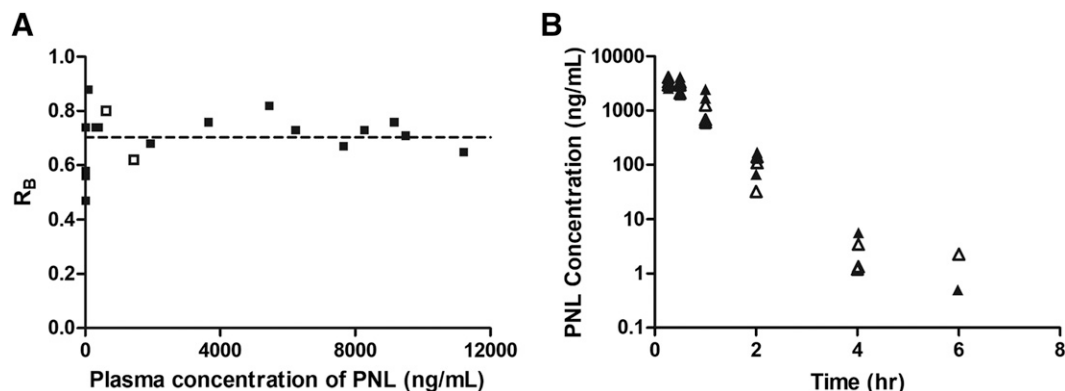 A
R_B
1.0
0.8
0.6
0.4
0.2
0.0
0 4000 8000 12000
Plasma concentration of PNL (ng/mL)
B
PNL Concentration (ng/mL)
10000
1000
100
10
1
0.1
0 2 4 6 8
Time (hr)